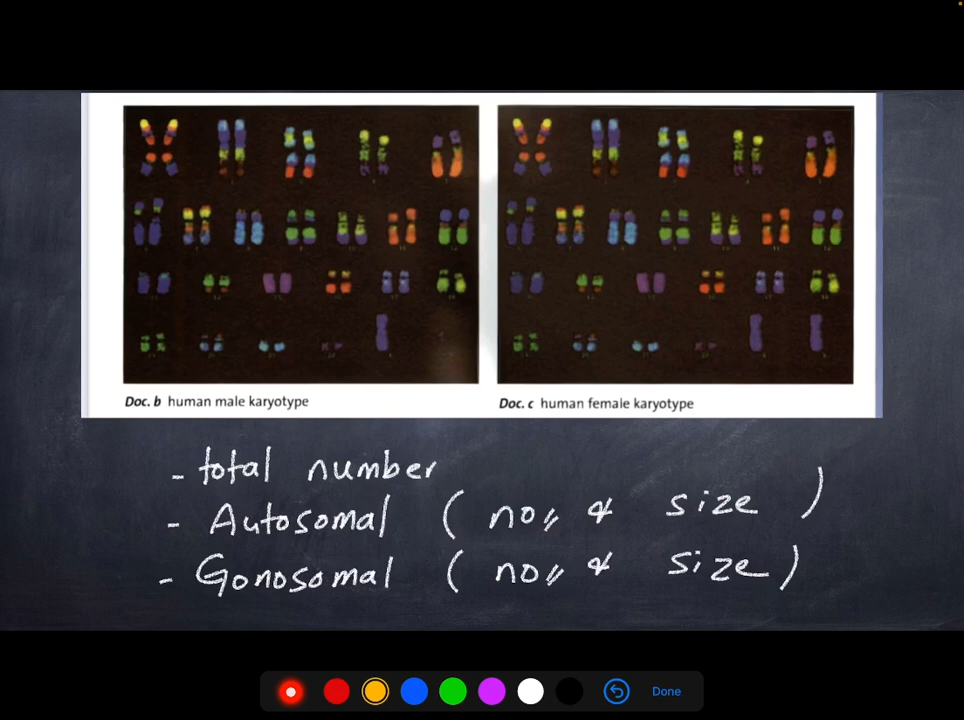 Doc. b human male karyotype
Doc. c human female karyotype
- total number
- Autosomal ( no,, & size )
- Gonosomal ( no,, & size )
Done